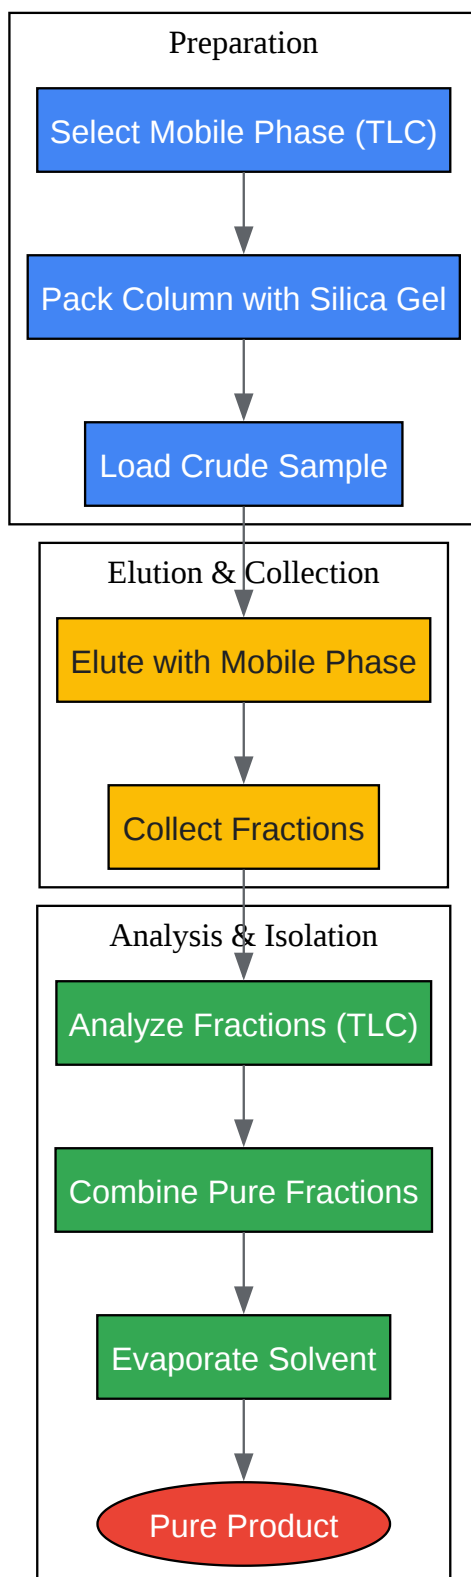 Preparation
Select Mobile Phase (TLC)
Pack Column with Silica Gel
Load Crude Sample
Elution & Collection
Elute with Mobile Phase
Collect Fractions
Analysis & Isolation
Analyze Fractions (TLC)
Combine Pure Fractions
Evaporate Solvent
Pure Product